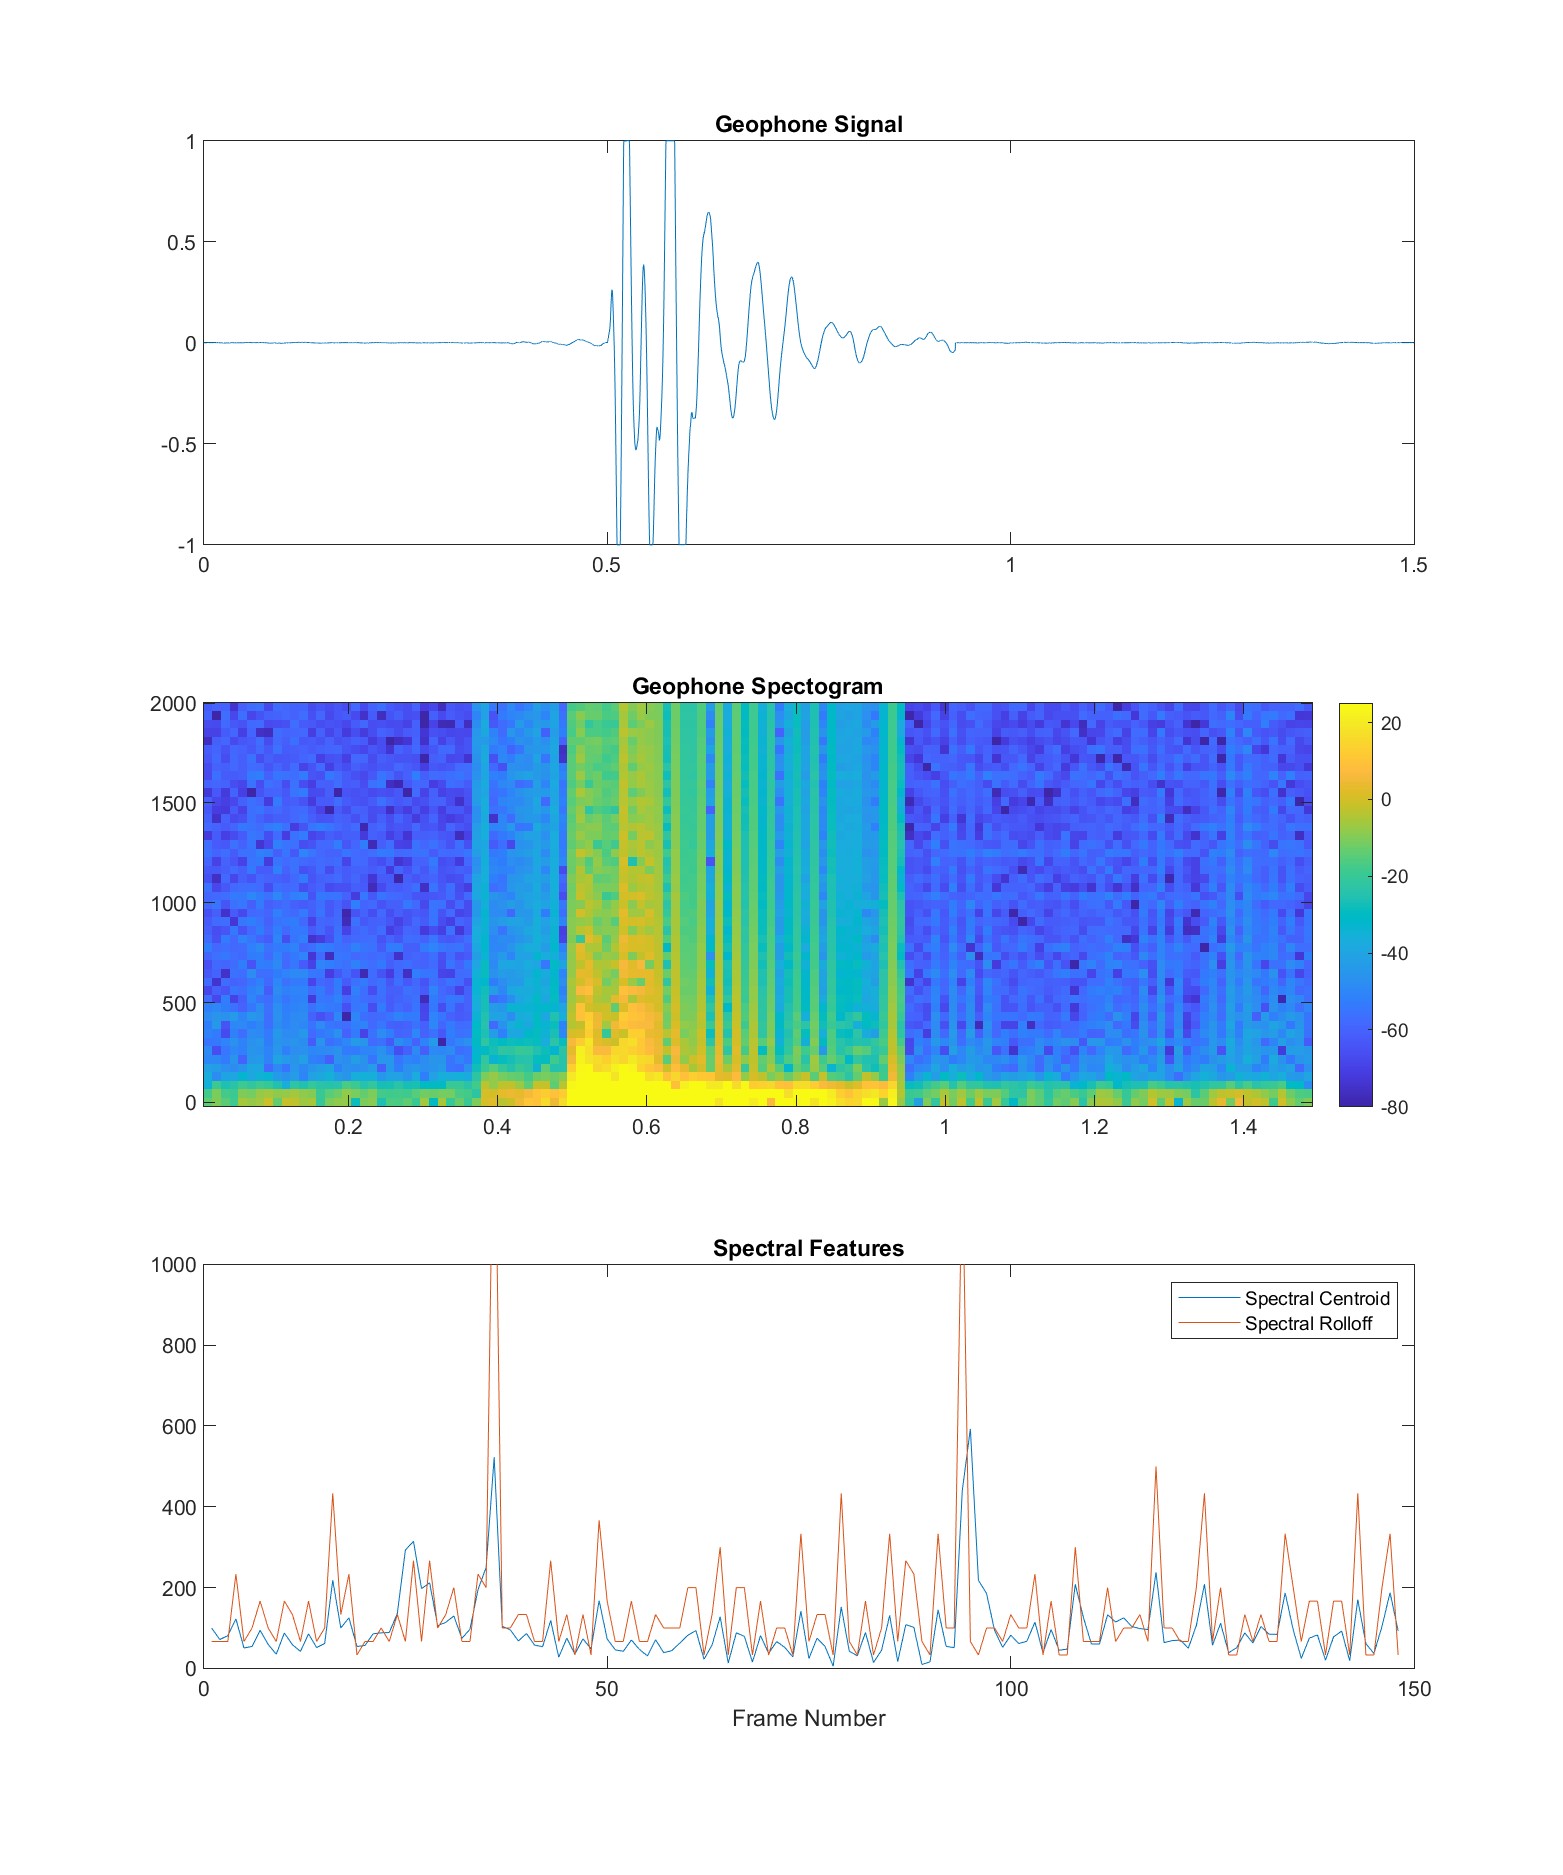 Geophone Signal
1
0.5
0
-0.5
-1
0 0.5 1 1.5
Geophone Spectogram
2000
1500
1000
500
0
0.2 0.4 0.6 0.8 1 1.2 1.4
20
0
-20
-40
-60
-80
Spectral Features
1000
800
600
400
200
0
Spectral Centroid
Spectral Rolloff
0 50 100 150
Frame Number